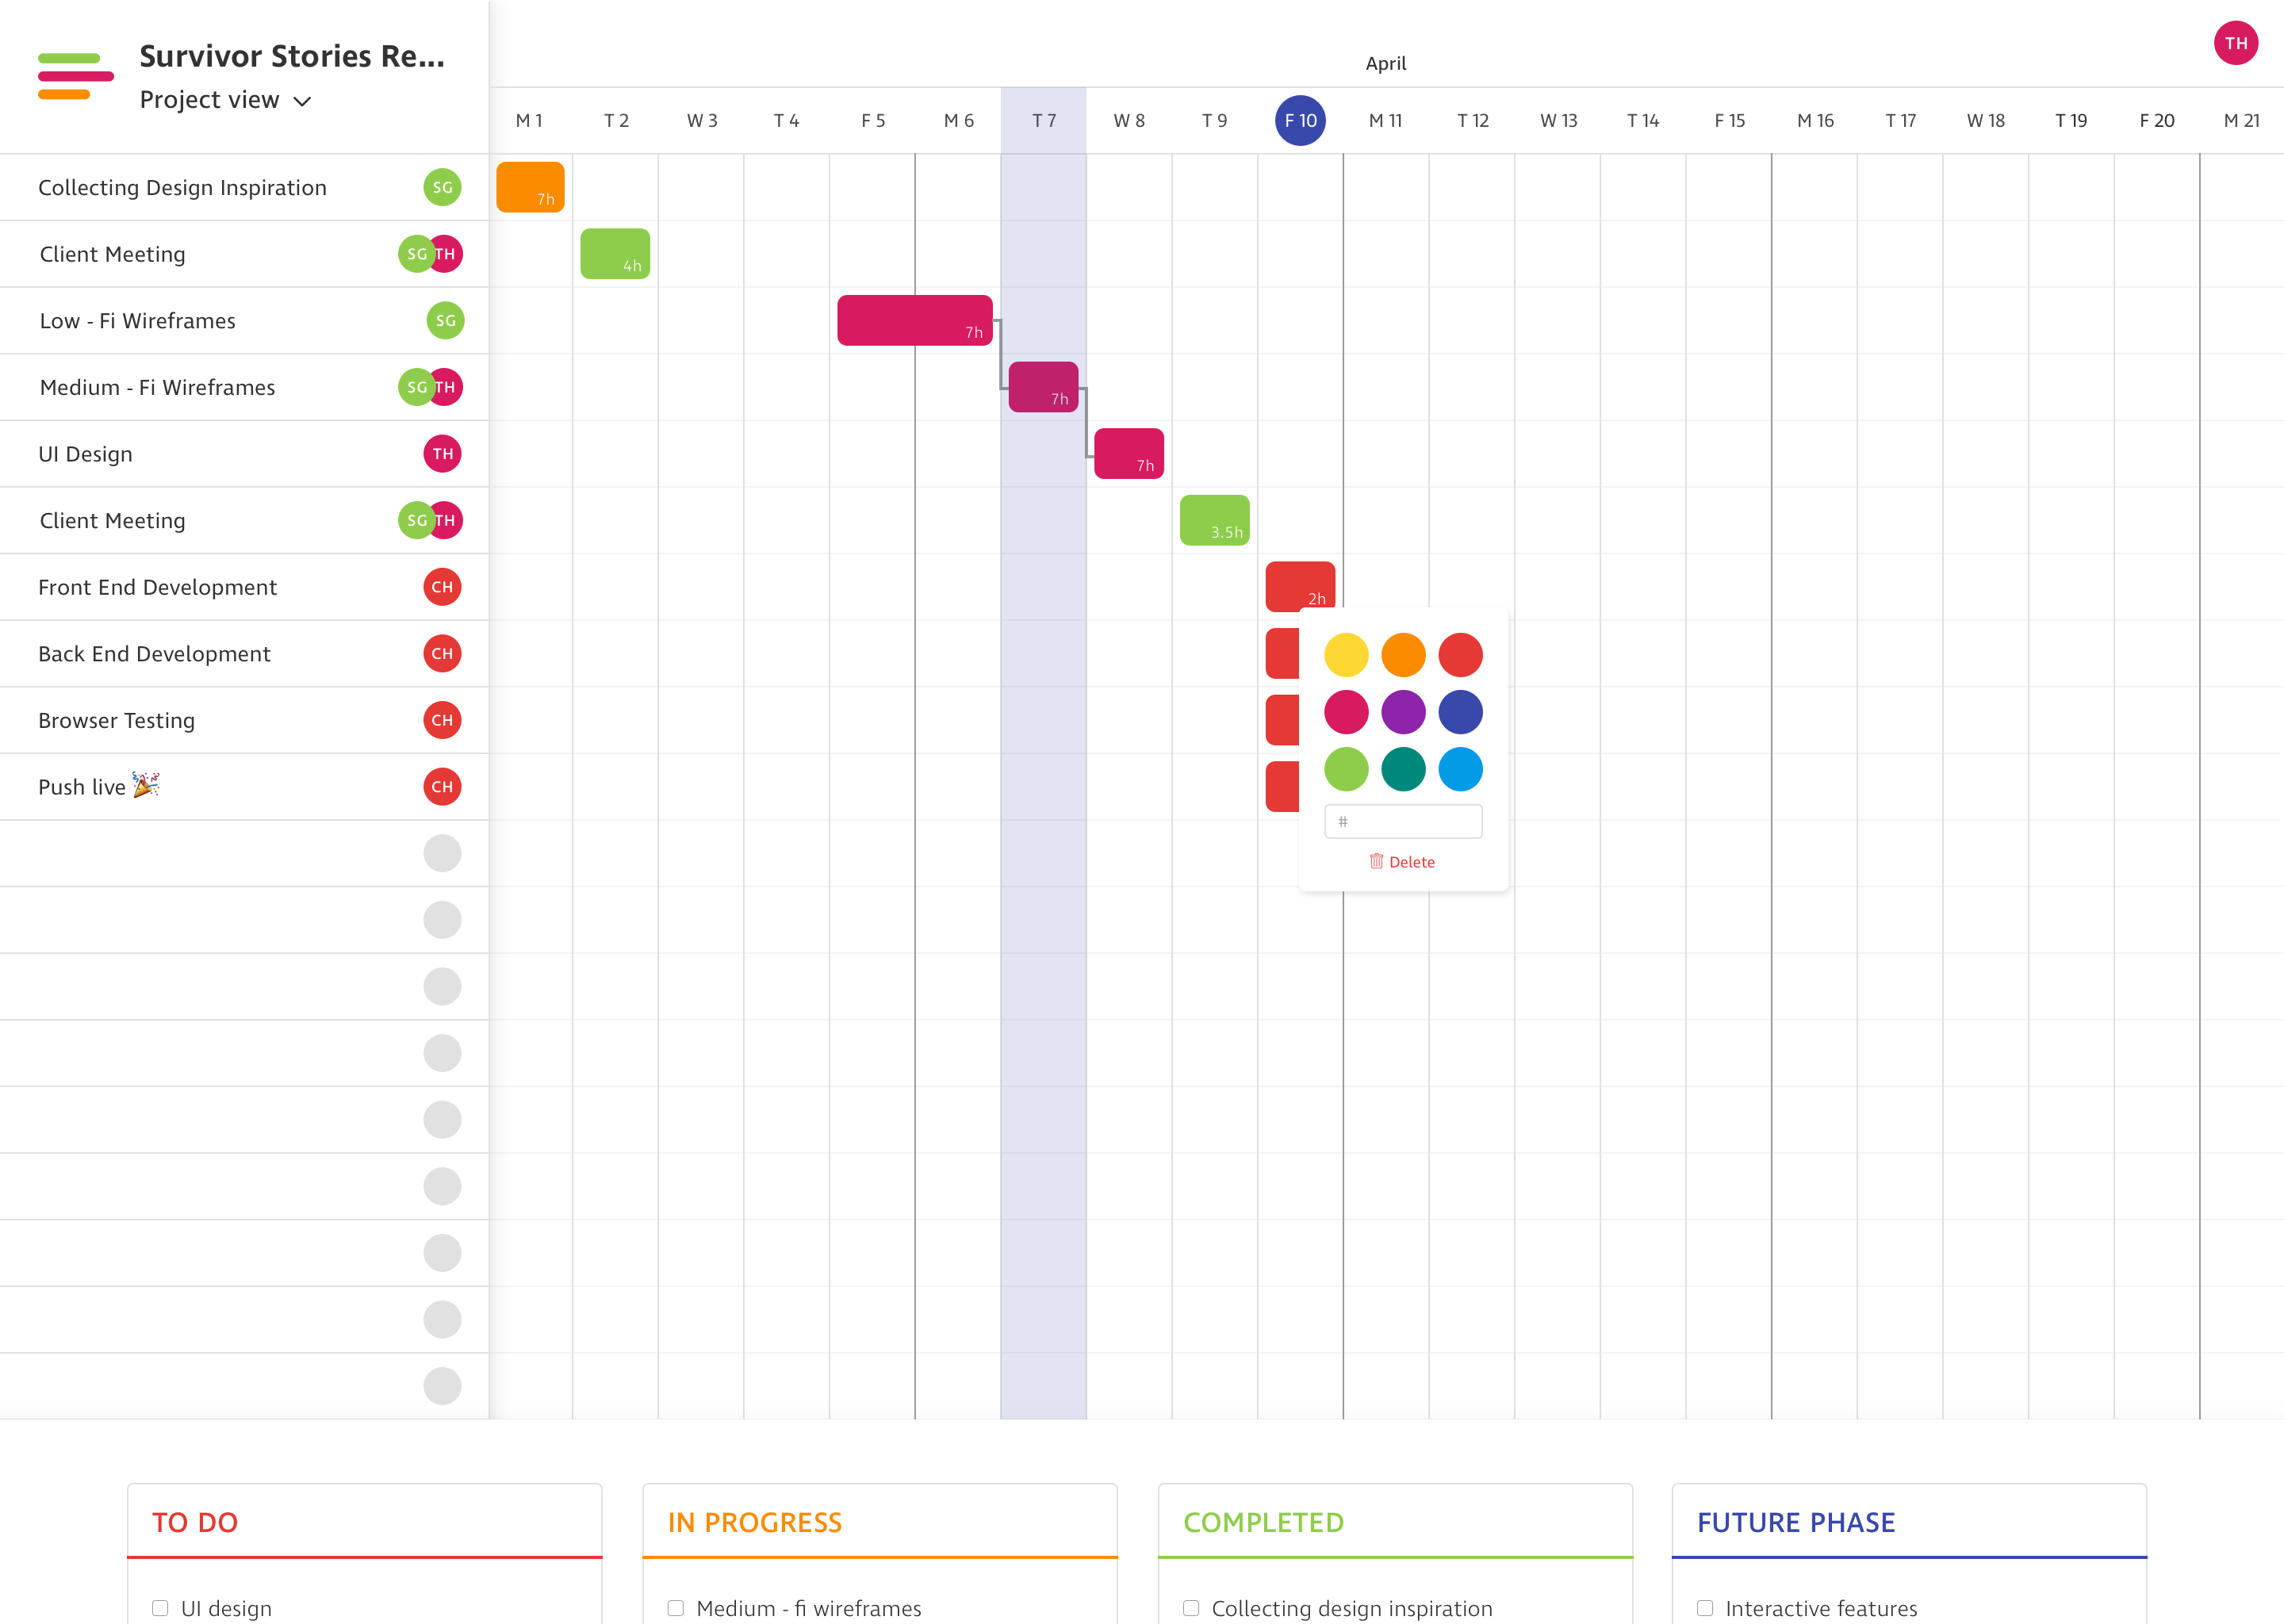 Survivor Stories Re...
Project view
April
TH
M 1 T 2 W 3 T 4 F 5 M 6 T 7 W 8 T 9 F 10 M 11 T 12 W 13 T 14 F 15 M 16 T 17 W 18 T 19 F 20 M 21
Collecting Design Inspiration SG 7h
Client Meeting SG TH 4h
Low - Fi Wireframes SG 7h
Medium - Fi Wireframes SG TH 7h
UI Design TH 7h
Client Meeting SG TH 3.5h
Front End Development CH 2h
Back End Development CH
Browser Testing CH
Push live 🎉 CH
#
Delete
TO DO
UI design
IN PROGRESS
Medium - fi wireframes
COMPLETED
Collecting design inspiration
FUTURE PHASE
Interactive features